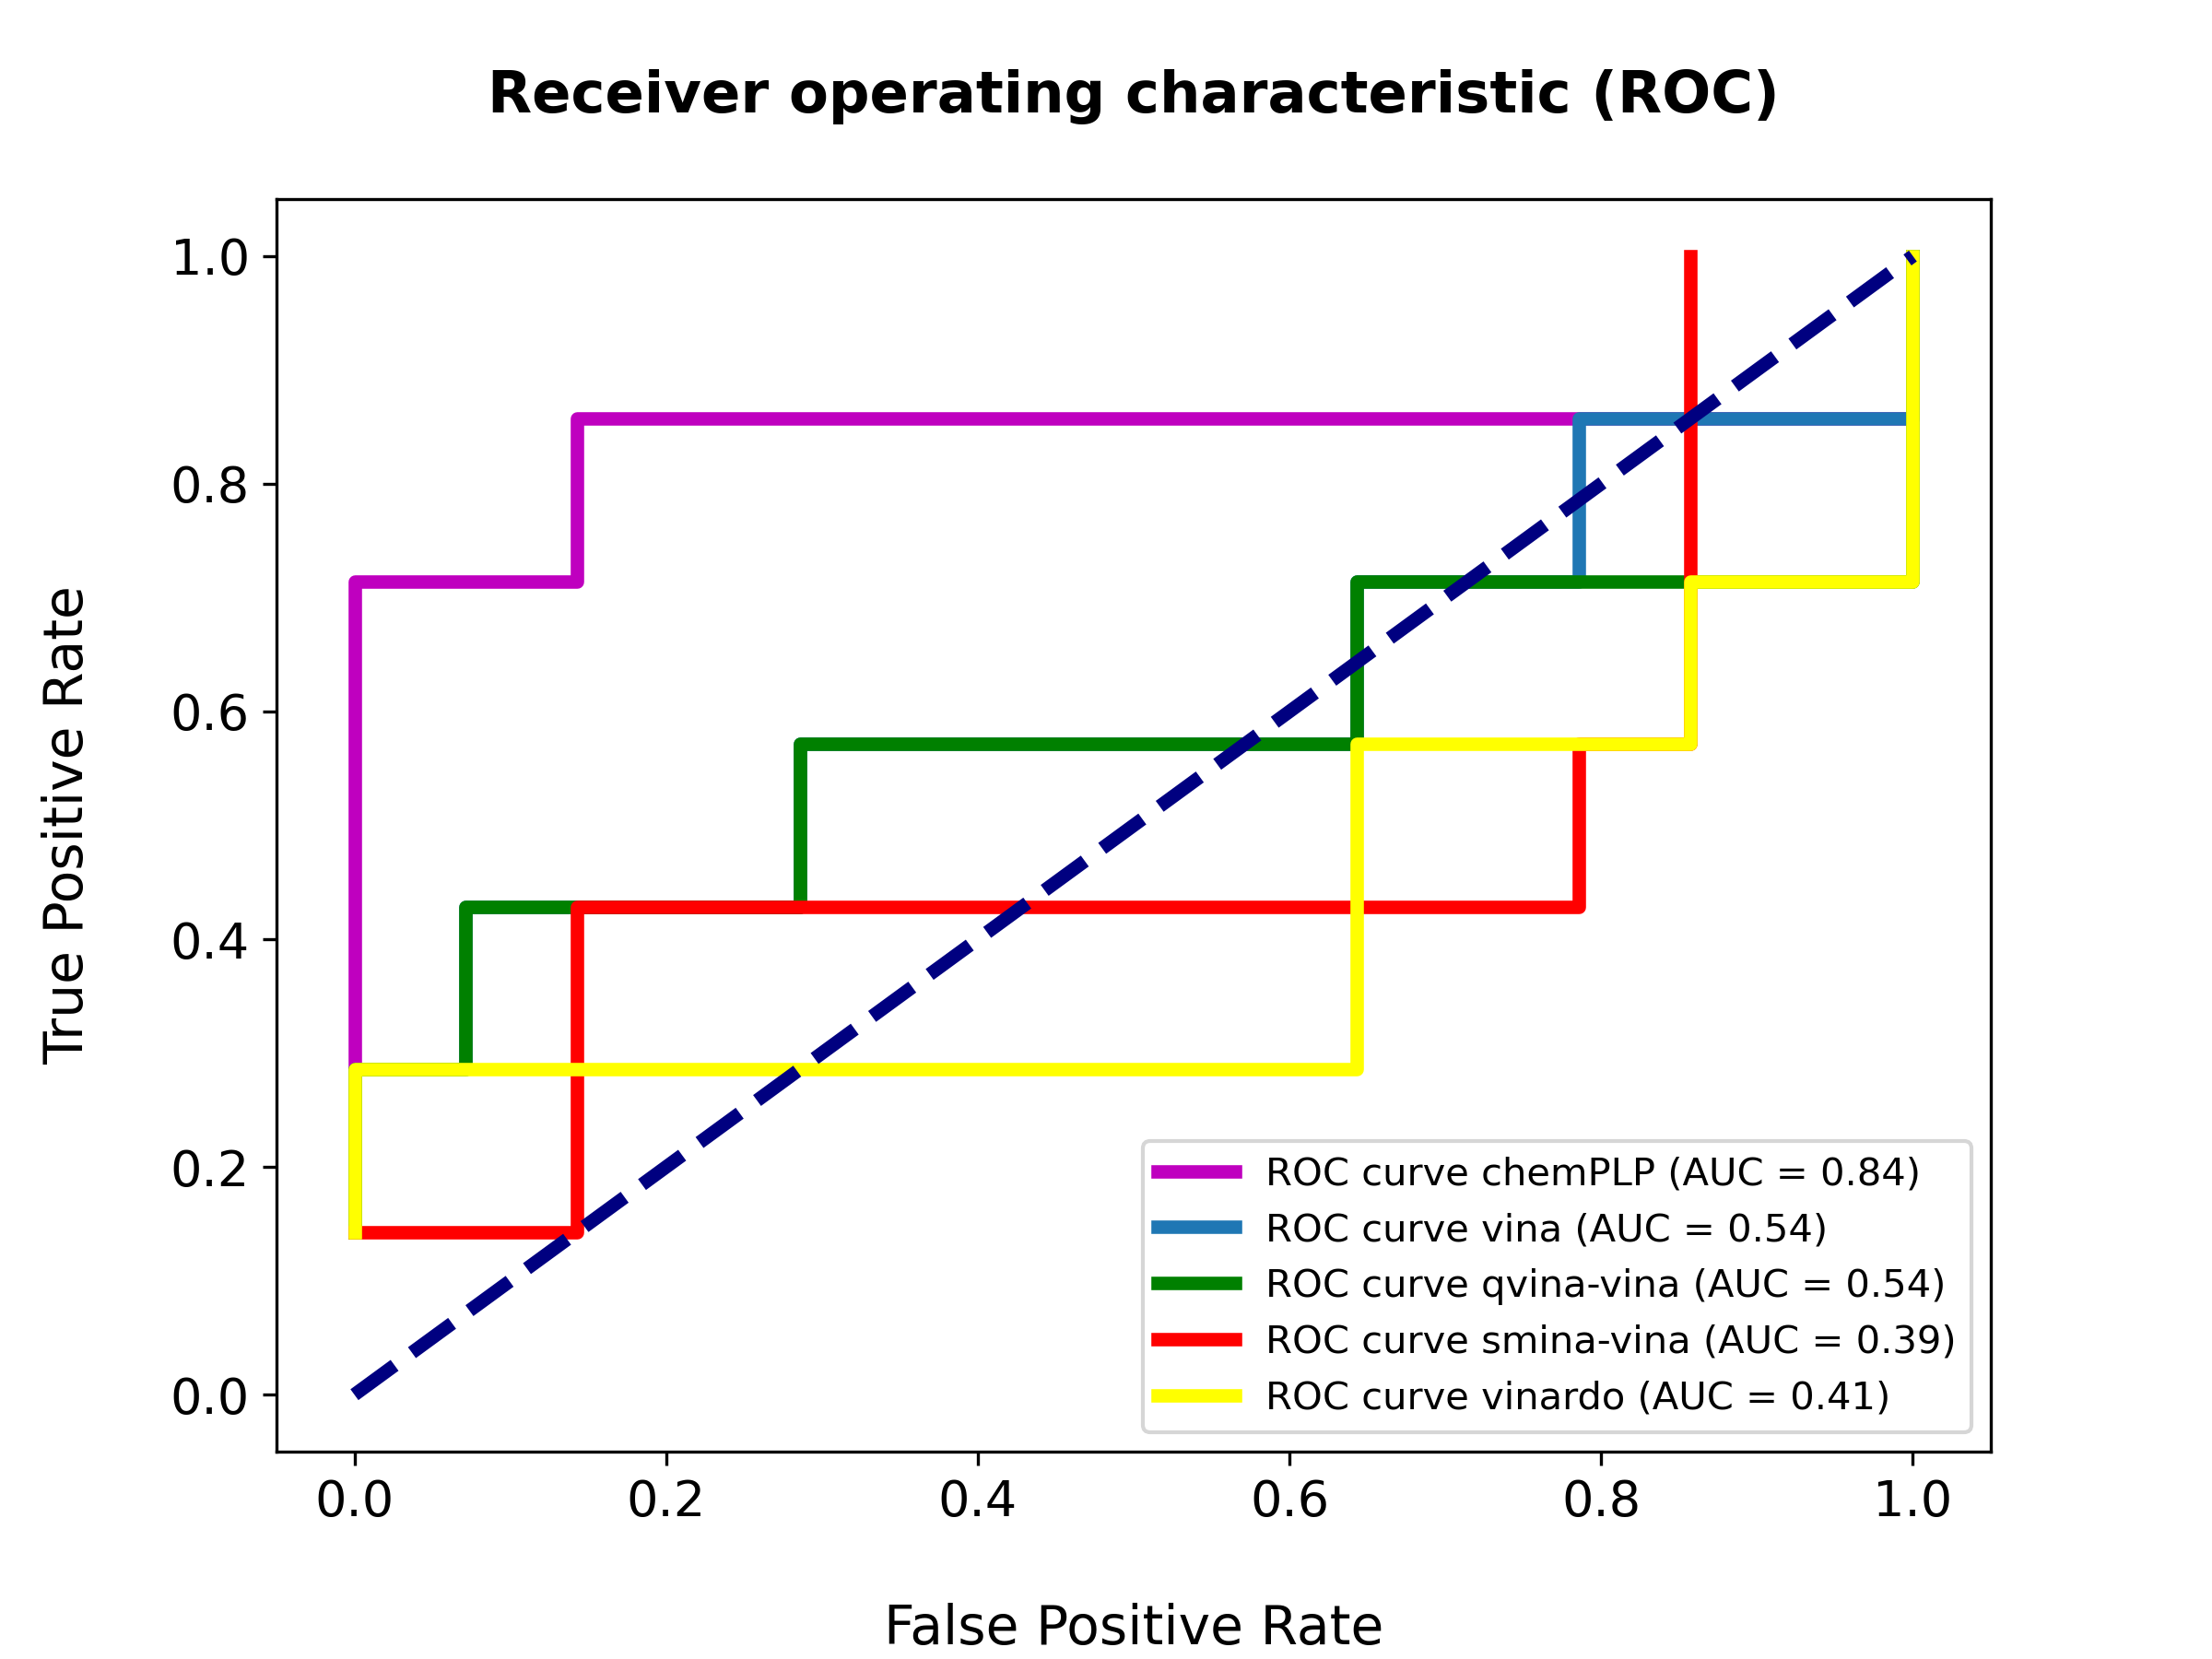 Receiver operating characteristic (ROC)
True Positive Rate
1.0
0.8
0.6
0.4
0.2
0.0
0.0 0.2 0.4 0.6 0.8 1.0
False Positive Rate
ROC curve chemPLP (AUC = 0.84)
ROC curve vina (AUC = 0.54)
ROC curve qvina-vina (AUC = 0.54)
ROC curve smina-vina (AUC = 0.39)
ROC curve vinardo (AUC = 0.41)